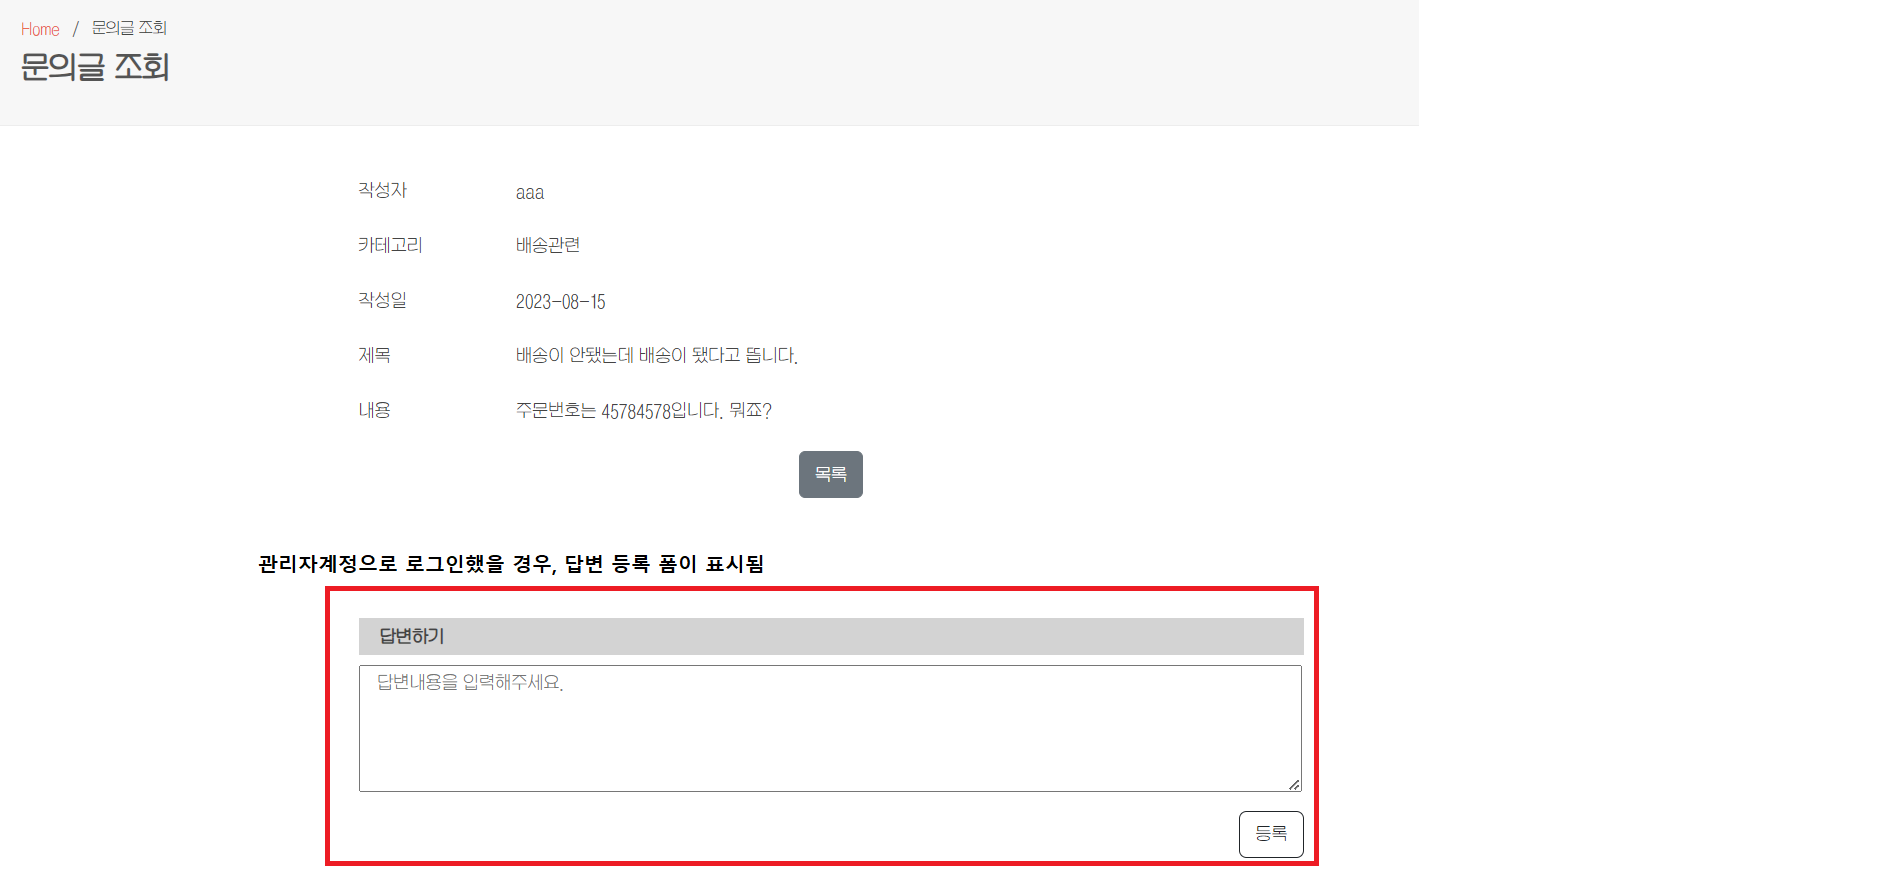 Home / 문의글 조회
문의글 조회
작성자 aaa
카테고리 배송관련
작성일 2023-08-15
제목 배송이 안됐는데 배송이 됐다고 뜹니다.
내용 주문번호는 45784578입니다. 뭐죠?
목록
관리자계정으로 로그인했을 경우, 답변 등록 폼이 표시됨
답변하기
답변내용을 입력해주세요.
등록